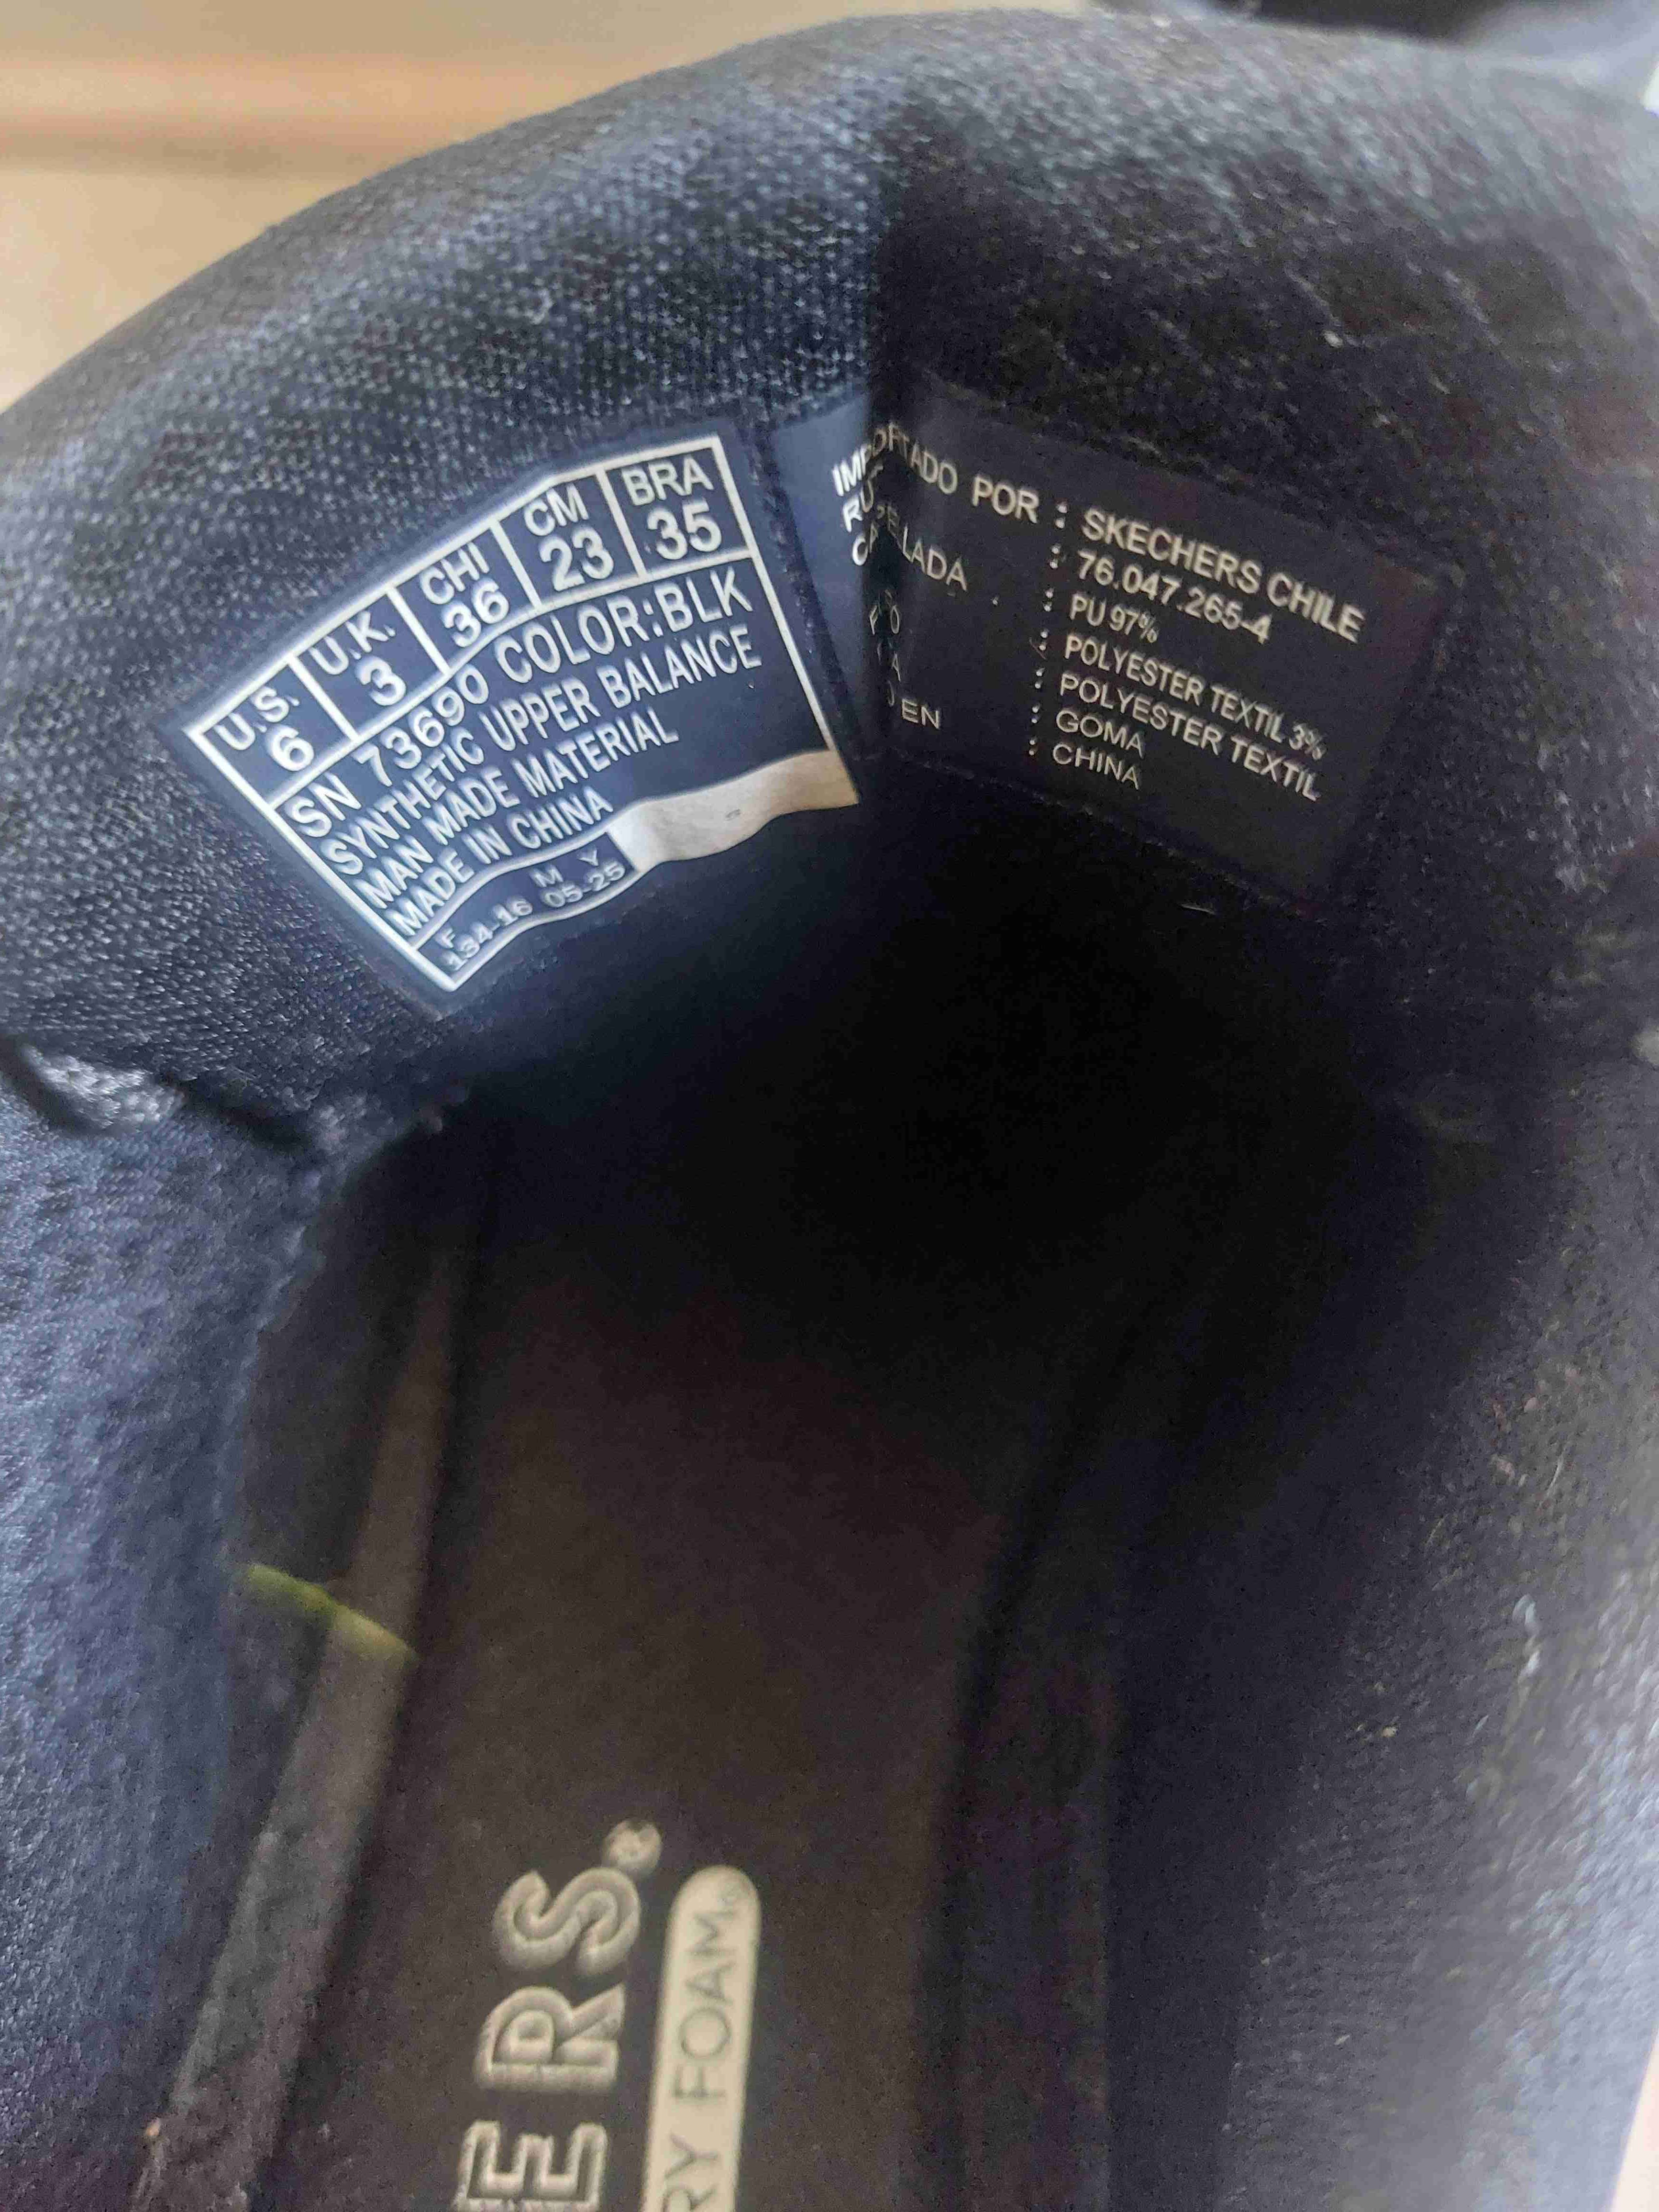 U.S. U.K. CHI CM BRA
6 3 36 23 35
SN 73690 COLOR:BLK
SYNTHETIC UPPER BALANCE
MAN MADE MATERIAL
MADE IN CHINA
F M Y
134-16 05-25
IMPORTADO POR : SKECHERS CHILE
: 76.047.265-4
: PU 97%
POLYESTER TEXTIL 3%
: POLYESTER TEXTIL
: GOMA
EN : CHINA
ERS®
RY FOAM